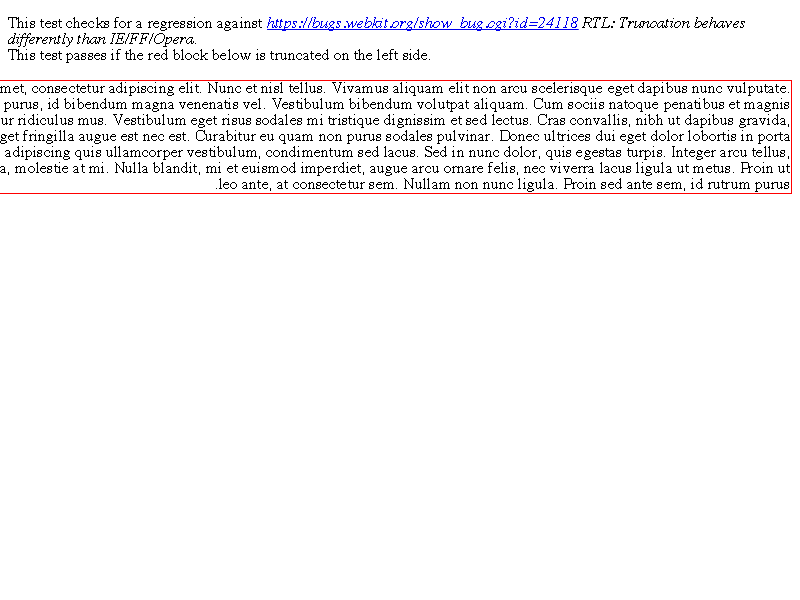 This test checks for a regression against https://bugs.webkit.org/show_bug.cgi?id=24118 RTL: Truncation behaves
differently than IE/FF/Opera.
This test passes if the red block below is truncated on the left side.
met, consectetur adipiscing elit. Nunc et nisl tellus. Vivamus aliquam elit non arcu scelerisque eget dapibus nunc vulputate.
purus, id bibendum magna venenatis vel. Vestibulum bibendum volutpat aliquam. Cum sociis natoque penatibus et magnis
ur ridiculus mus. Vestibulum eget risus sodales mi tristique dignissim et sed lectus. Cras convallis, nibh ut dapibus gravida,
get fringilla augue est nec est. Curabitur eu quam non purus sodales pulvinar. Donec ultrices dui eget dolor lobortis in porta
adipiscing quis ullamcorper vestibulum, condimentum sed lacus. Sed in nunc dolor, quis egestas turpis. Integer arcu tellus,
a, molestie at mi. Nulla blandit, mi et euismod imperdiet, augue arcu ornare felis, nec viverra lacus ligula ut metus. Proin ut
.leo ante, at consectetur sem. Nullam non nunc ligula. Proin sed ante sem, id rutrum purus